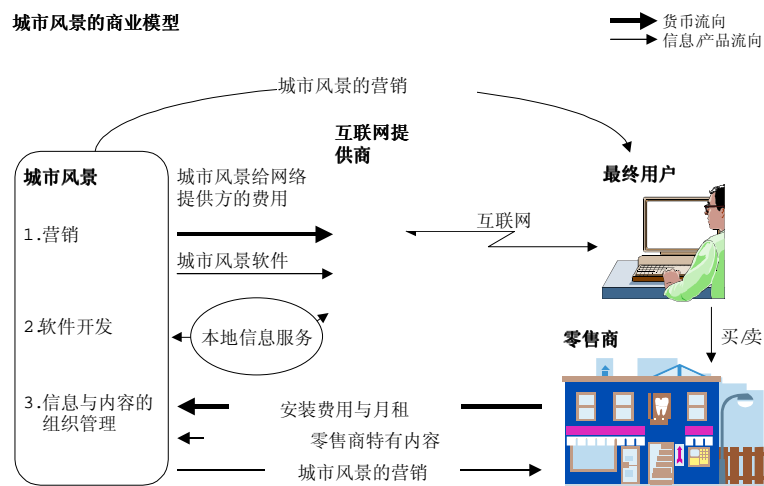 城市风景的商业模型
货币流向
信息/产品流向
城市风景的营销
互联网提
供商
城市风景
城市风景给网络
提供方的费用
最终用户
1.营销
互联网
城市风景软件
2.软件开发
本地信息服务
买/卖
零售商
3.信息与内容的
组织管理
安装费用与月租
零售商特有内容
城市风景的营销